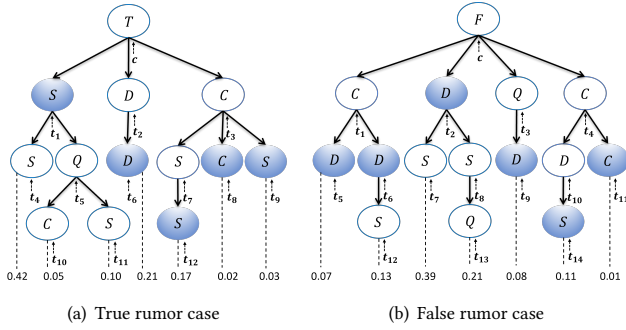 T
F
c
c
S
D
C
C
D
Q
C
t1
t2
t3
t1
t2
t3
t4
S
Q
D
S
C
S
D
D
S
S
D
D
C
t4
t5
t6
t7
t8
t9
t5
t6
t7
t8
t9
t10
t11
C
S
S
S
Q
S
t10
t11
t12
t12
t13
t14
0.42 0.05 0.10 0.21 0.17 0.02 0.03
0.07 0.13 0.39 0.21 0.08 0.11 0.01
(a) True rumor case
(b) False rumor case